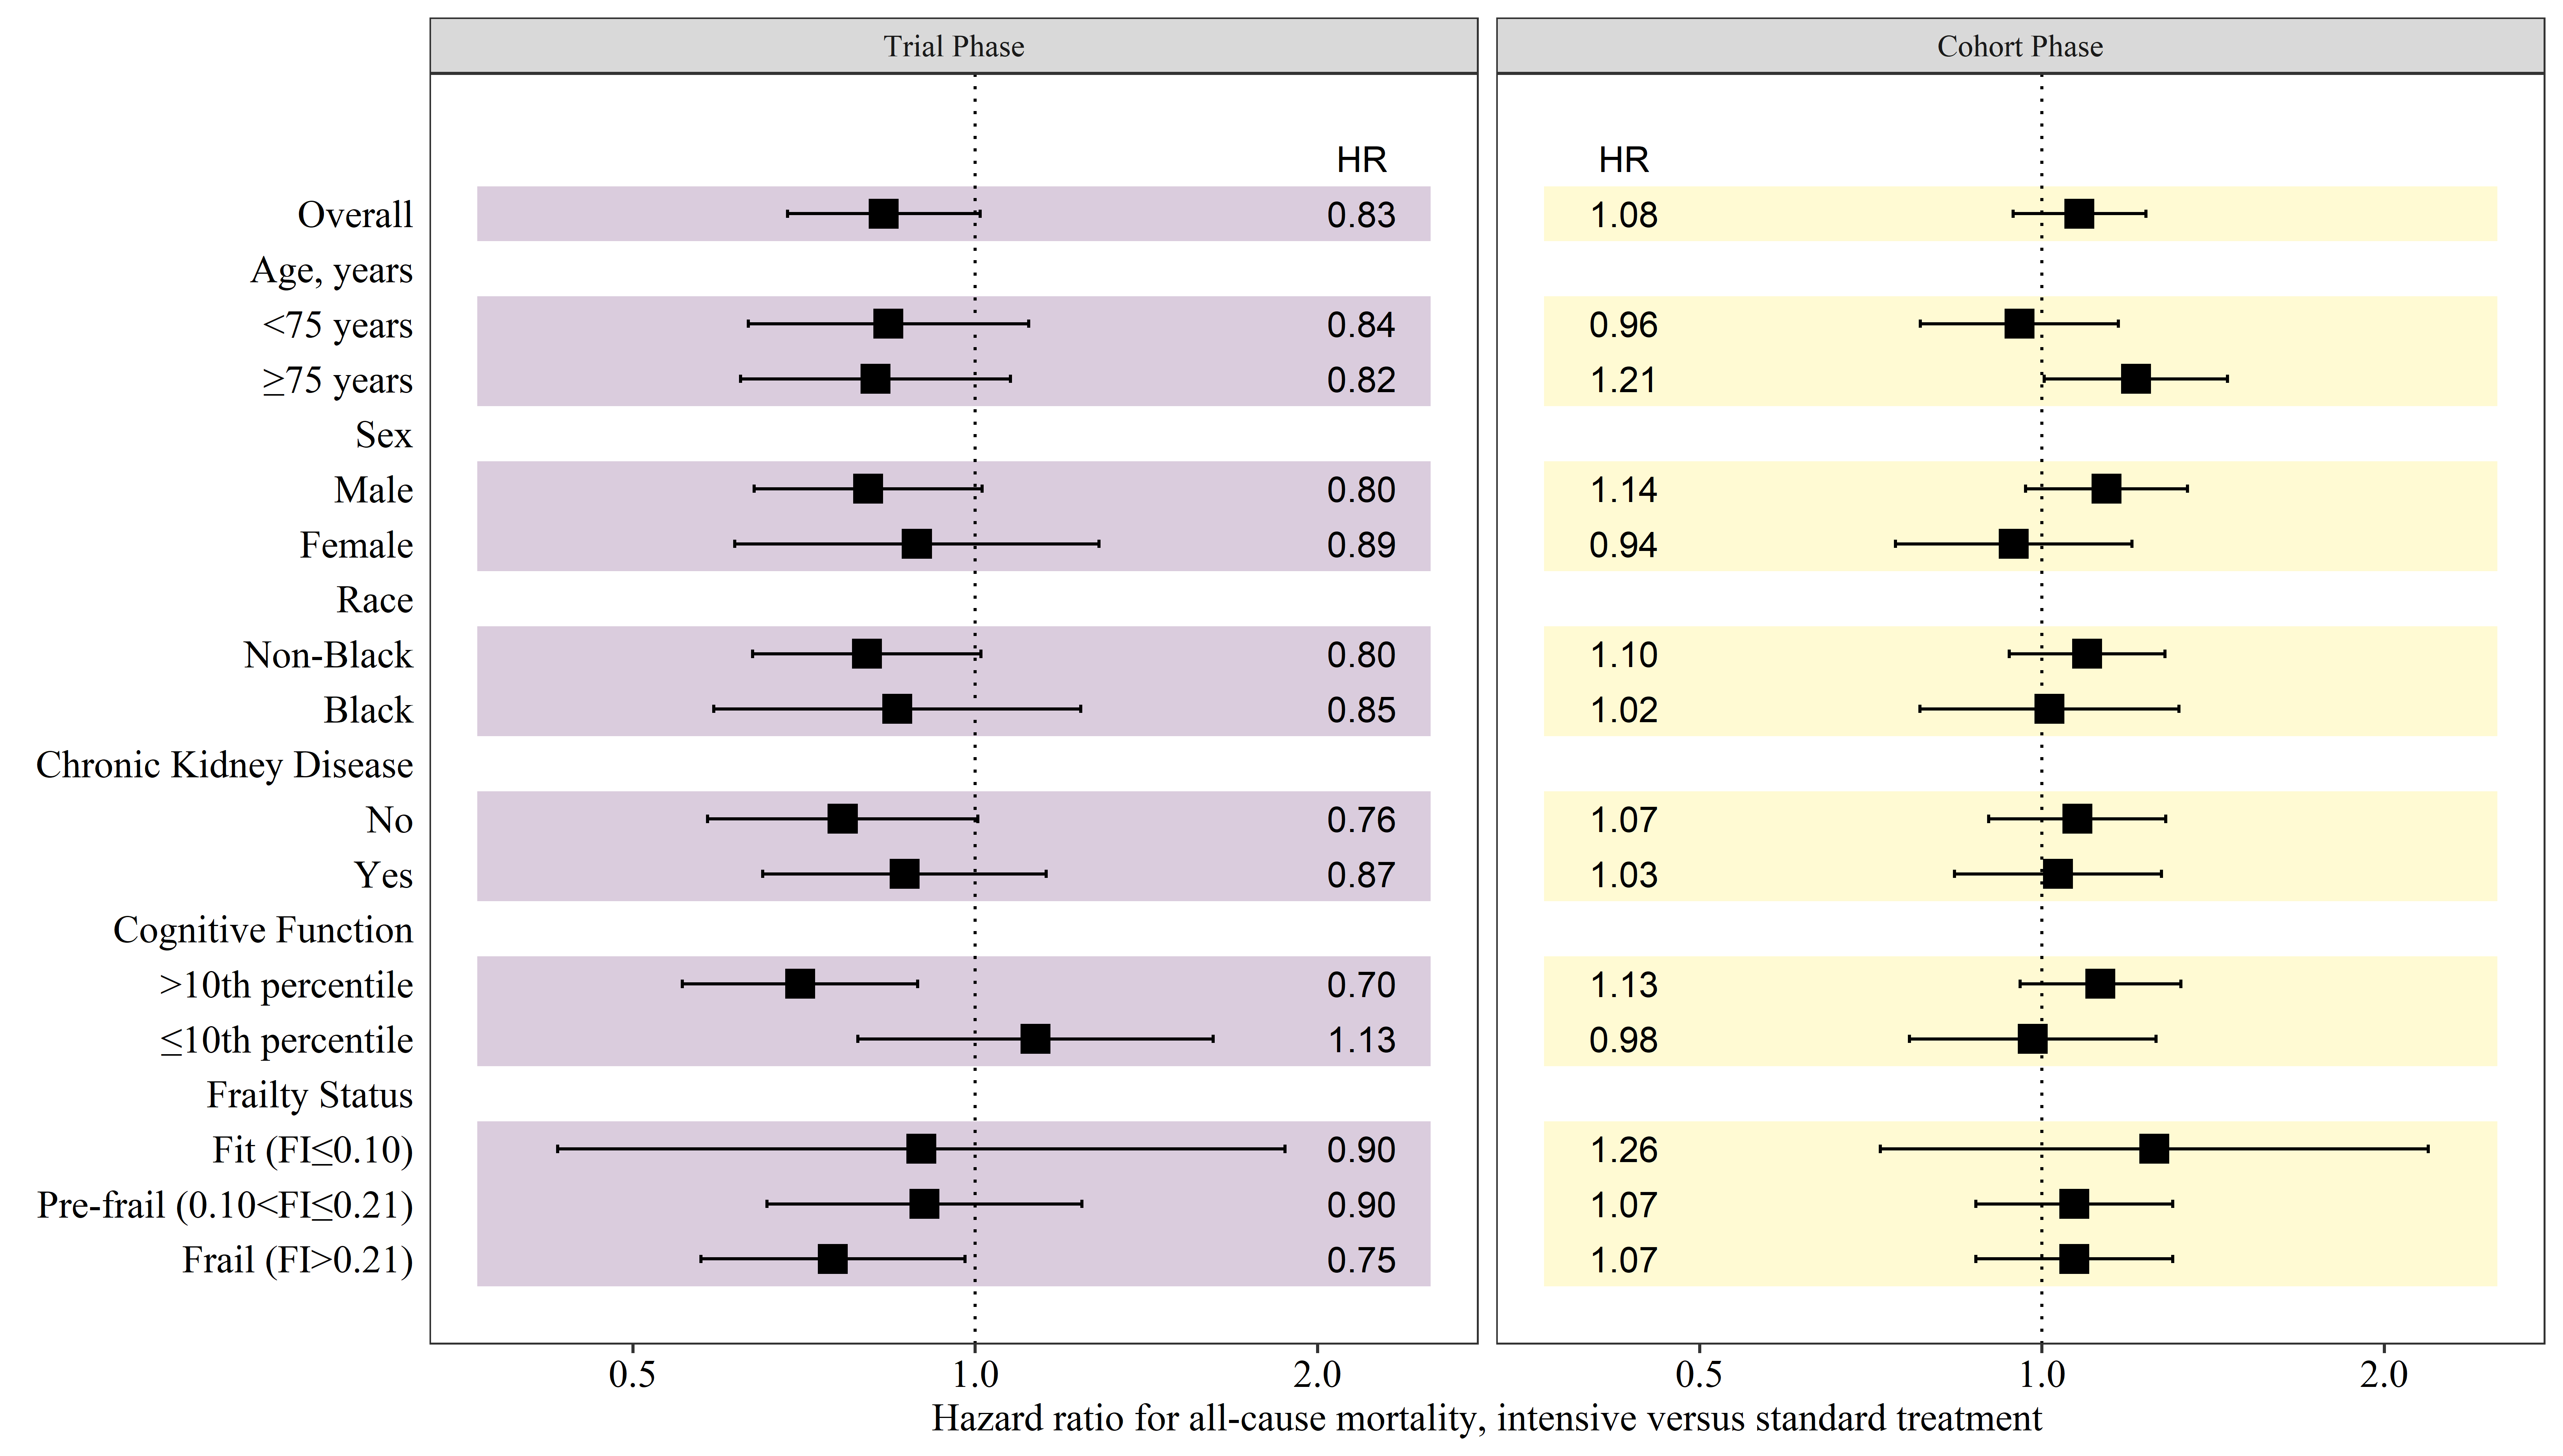 Trial Phase Cohort Phase
HR HR
Overall 0.83 1.08
Age, years
<75 years 0.84 0.96
≥75 years 0.82 1.21
Sex
Male 0.80 1.14
Female 0.89 0.94
Race
Non-Black 0.80 1.10
Black 0.85 1.02
Chronic Kidney Disease
No 0.76 1.07
Yes 0.87 1.03
Cognitive Function
>10th percentile 0.70 1.13
≤10th percentile 1.13 0.98
Frailty Status
Fit (FI≤0.10) 0.90 1.26
Pre-frail (0.10<FI≤0.21) 0.90 1.07
Frail (FI>0.21) 0.75 1.07
0.5 1.0 2.0 0.5 1.0 2.0
Hazard ratio for all-cause mortality, intensive versus standard treatment